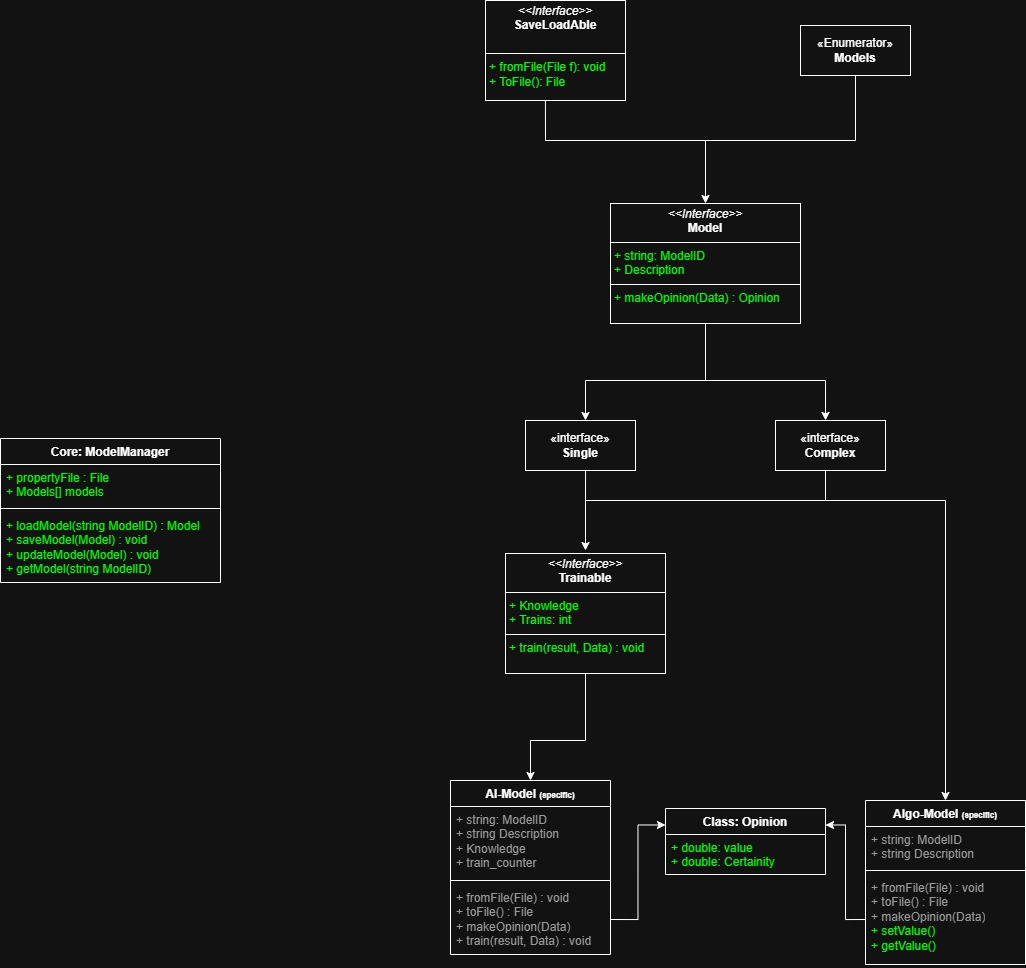 <<Interface>>
SaveLoadAble
+ fromFile(File f): void
+ ToFile(): File
«Enumerator»
Models
<<Interface>>
Model
+ string: ModelID
+ Description
+ makeOpinion(Data) : Opinion
«interface»
Single
«interface»
Complex
Core: ModelManager
+ propertyFile : File
+ Models[] models
+ loadModel(string ModelID) : Model
+ saveModel(Model) : void
+ updateModel(Model) : void
+ getModel(string ModelID)
<<Interface>>
Trainable
+ Knowledge
+ Trains: int
+ train(result, Data) : void
AI-Model (specific)
+ string: ModelID
+ string Description
+ Knowledge
+ train_counter
+ fromFile(File) : void
+ toFile() : File
+ makeOpinion(Data)
+ train(result, Data) : void
Class: Opinion
+ double: value
+ double: Certainity
Algo-Model (specific)
+ string: ModelID
+ string Description
+ fromFile(File) : void
+ toFile() : File
+ makeOpinion(Data)
+ setValue()
+ getValue()